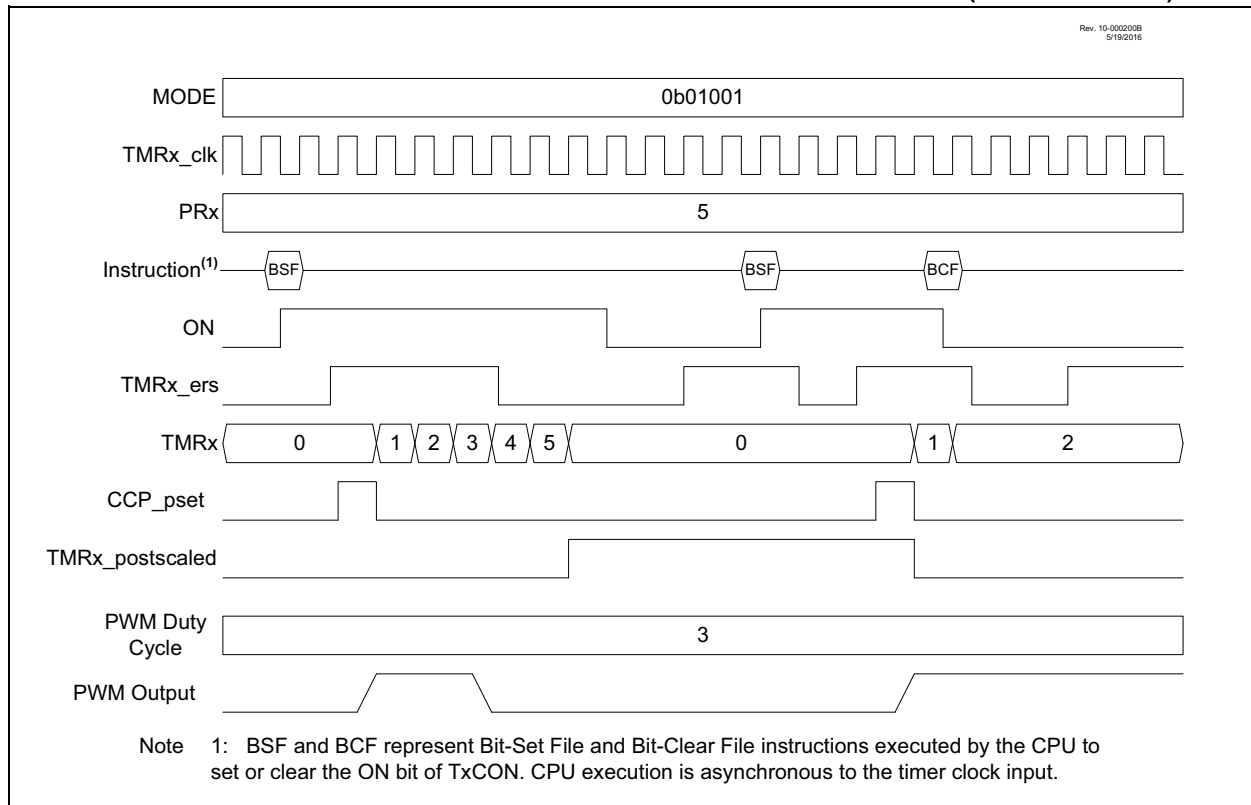 Rev. 10-000200B
5/19/2016
MODE 0b01001
TMRx_clk
PRx 5
Instruction(1) BSF BSF BCF
ON
TMRx_ers
TMRx 0 1 2 3 4 5 0 1 2
CCP_pset
TMRx_postscaled
PWM Duty
Cycle
3
PWM Output
Note 1: BSF and BCF represent Bit-Set File and Bit-Clear File instructions executed by the CPU to
set or clear the ON bit of TxCON. CPU execution is asynchronous to the timer clock input.